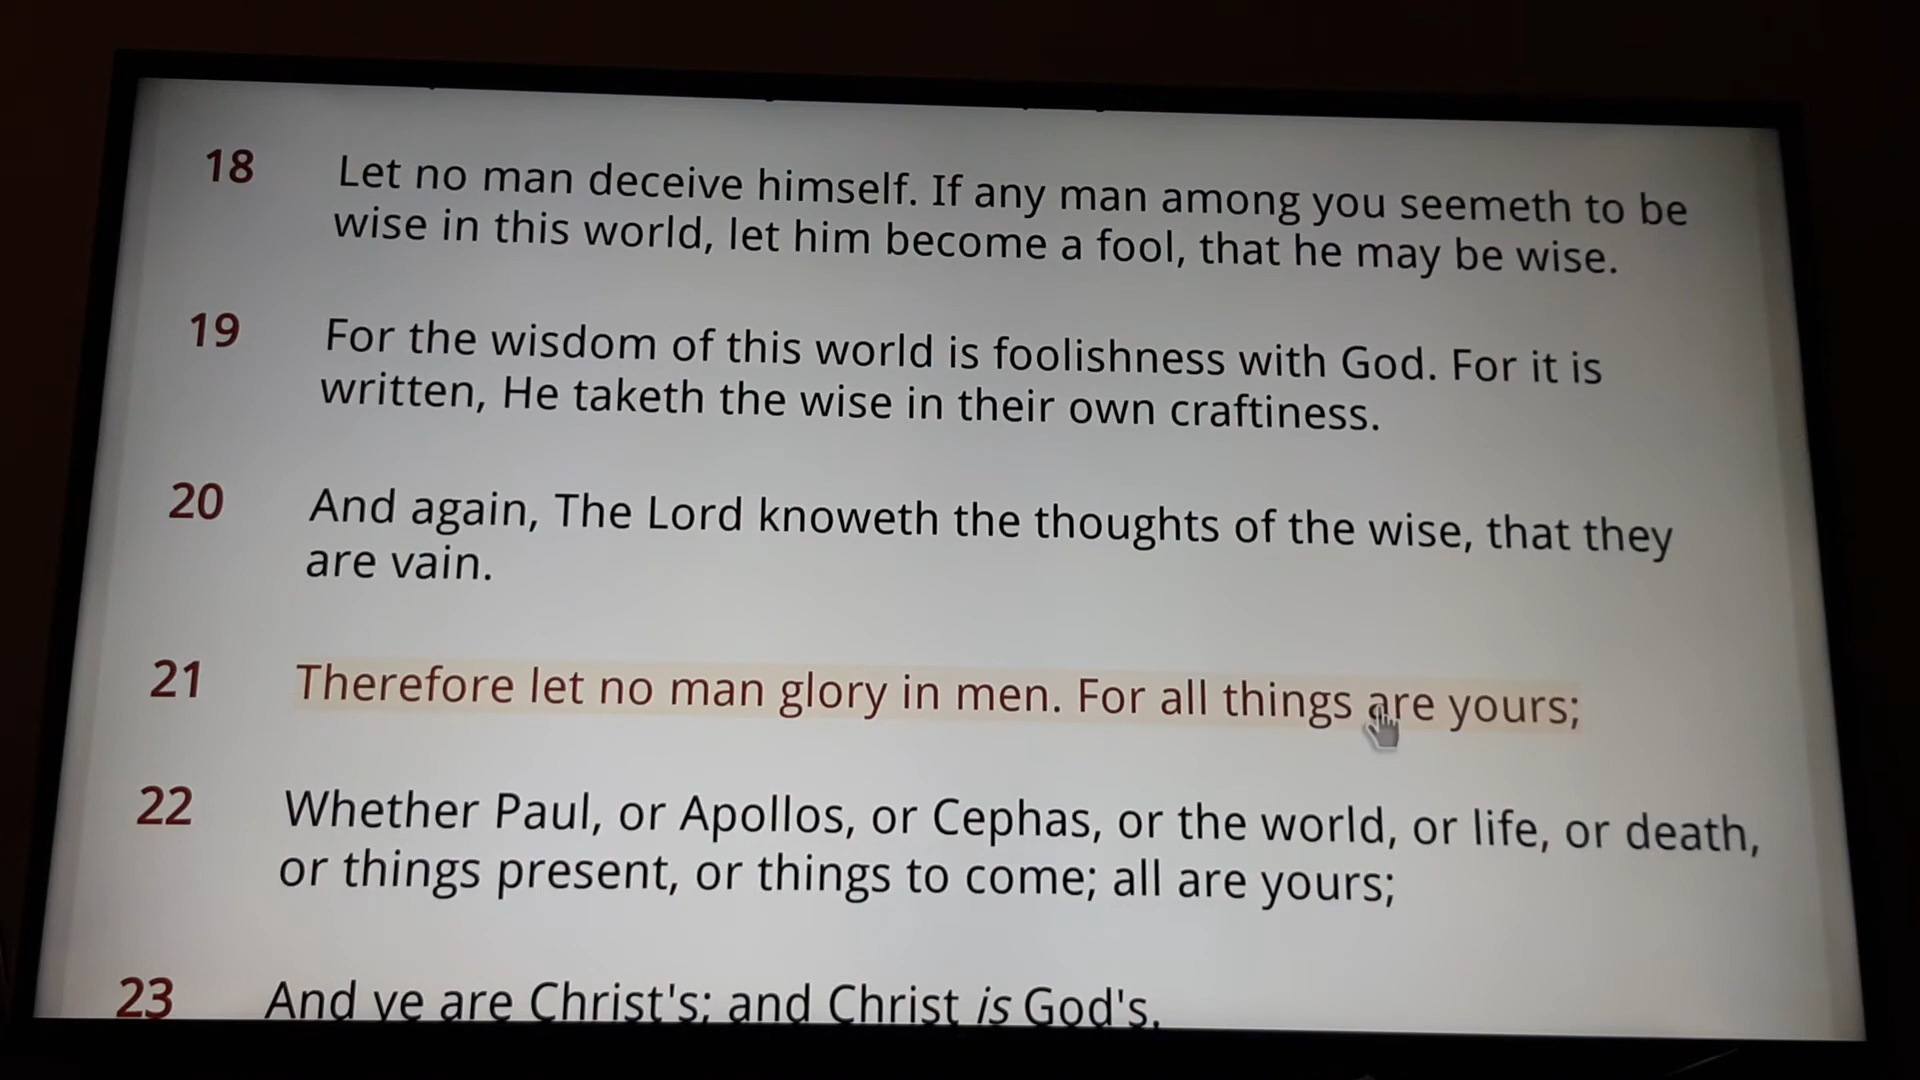 18 Let no man deceive himself. If any man among you seemeth to be
wise in this world, let him become a fool, that he may be wise.
19 For the wisdom of this world is foolishness with God. For it is
written, He taketh the wise in their own craftiness.
20 And again, The Lord knoweth the thoughts of the wise, that they
are vain.
21 Therefore let no man glory in men. For all things are yours;
22 Whether Paul, or Apollos, or Cephas, or the world, or life, or death,
or things present, or things to come; all are yours;
23 And ye are Christ's; and Christ is God's.